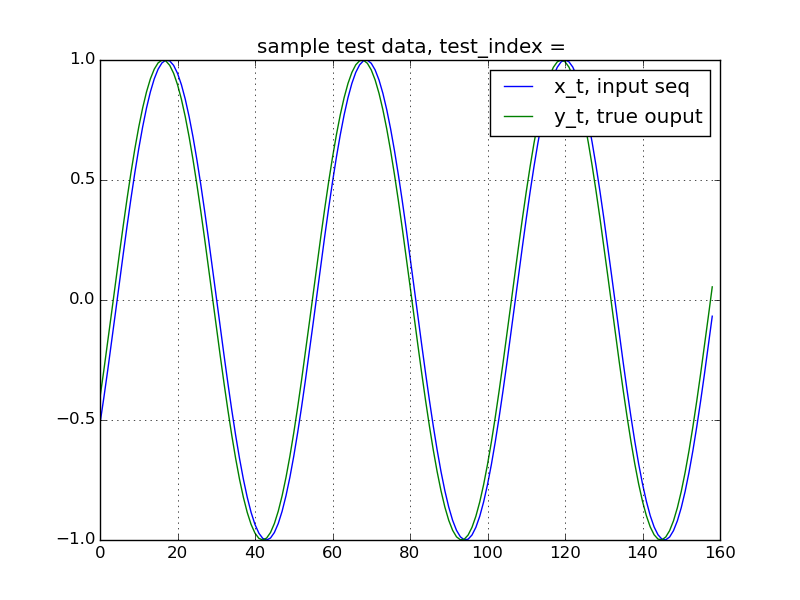 sample test data, test_index =
x_t, input seq
y_t, true ouput
1.0
0.5
0.0
−0.5
−1.0
0 20 40 60 80 100 120 140 160